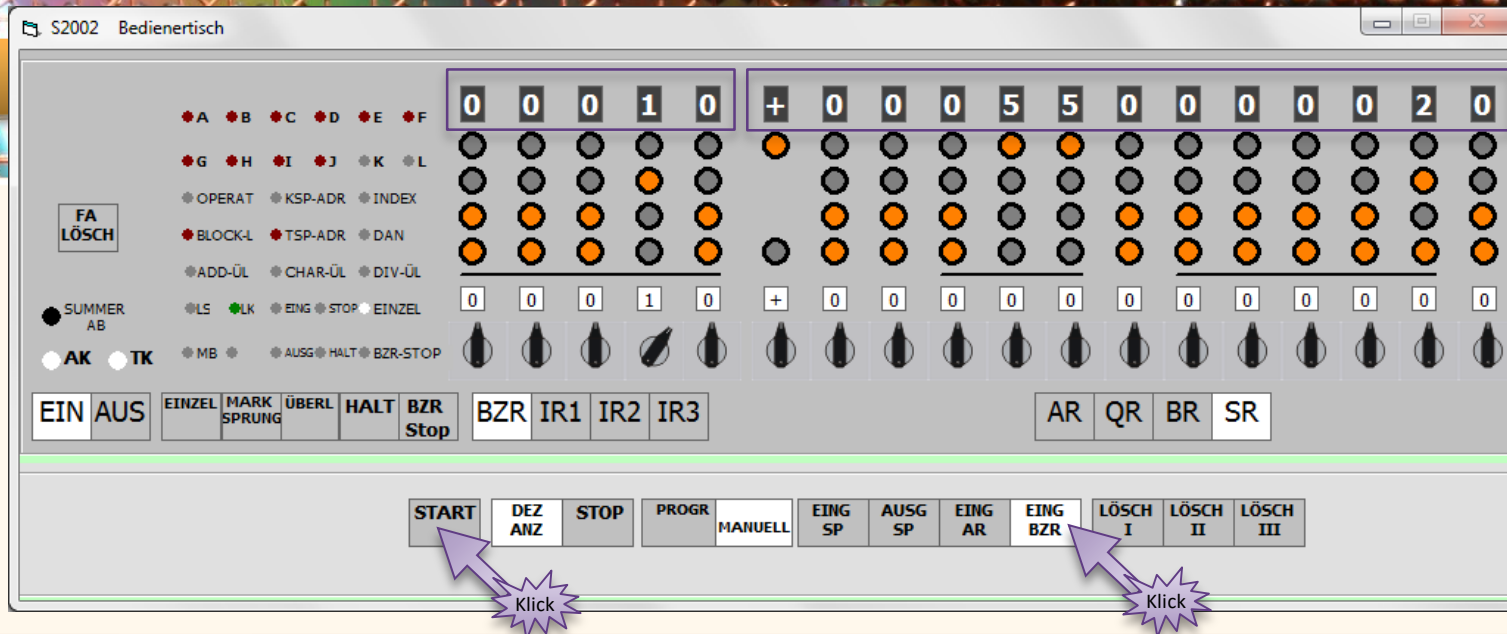 S2002 Bedienertisch
0 0 0 1 0 + 0 0 0 5 5 0 0 0 0 0 2 0
A B C D E F
G H I J K L
OPERAT KSP-ADR INDEX
FA
LÖSCH
BLOCK-L TSP-ADR DAN
ADD-ÜL CHAR-ÜL DIV-ÜL
0 0 0 1 0 + 0 0 0 0 0 0 0 0 0 0 0 0
SUMMER
AB
LS LK EING STOP EINZEL
AK TK
MB AUSG HALT BZR-STOP
EIN AUS
EINZEL
MARK
SPRUNG
ÜBERL
HALT
BZR
Stop
BZR IR1 IR2 IR3
AR QR BR SR
START
DEZ
ANZ
STOP
PROGR
MANUELL
EING
SP
AUSG
SP
EING
AR
EING
BZR
LÖSCH
I
LÖSCH
II
LÖSCH
III
Klick
Klick